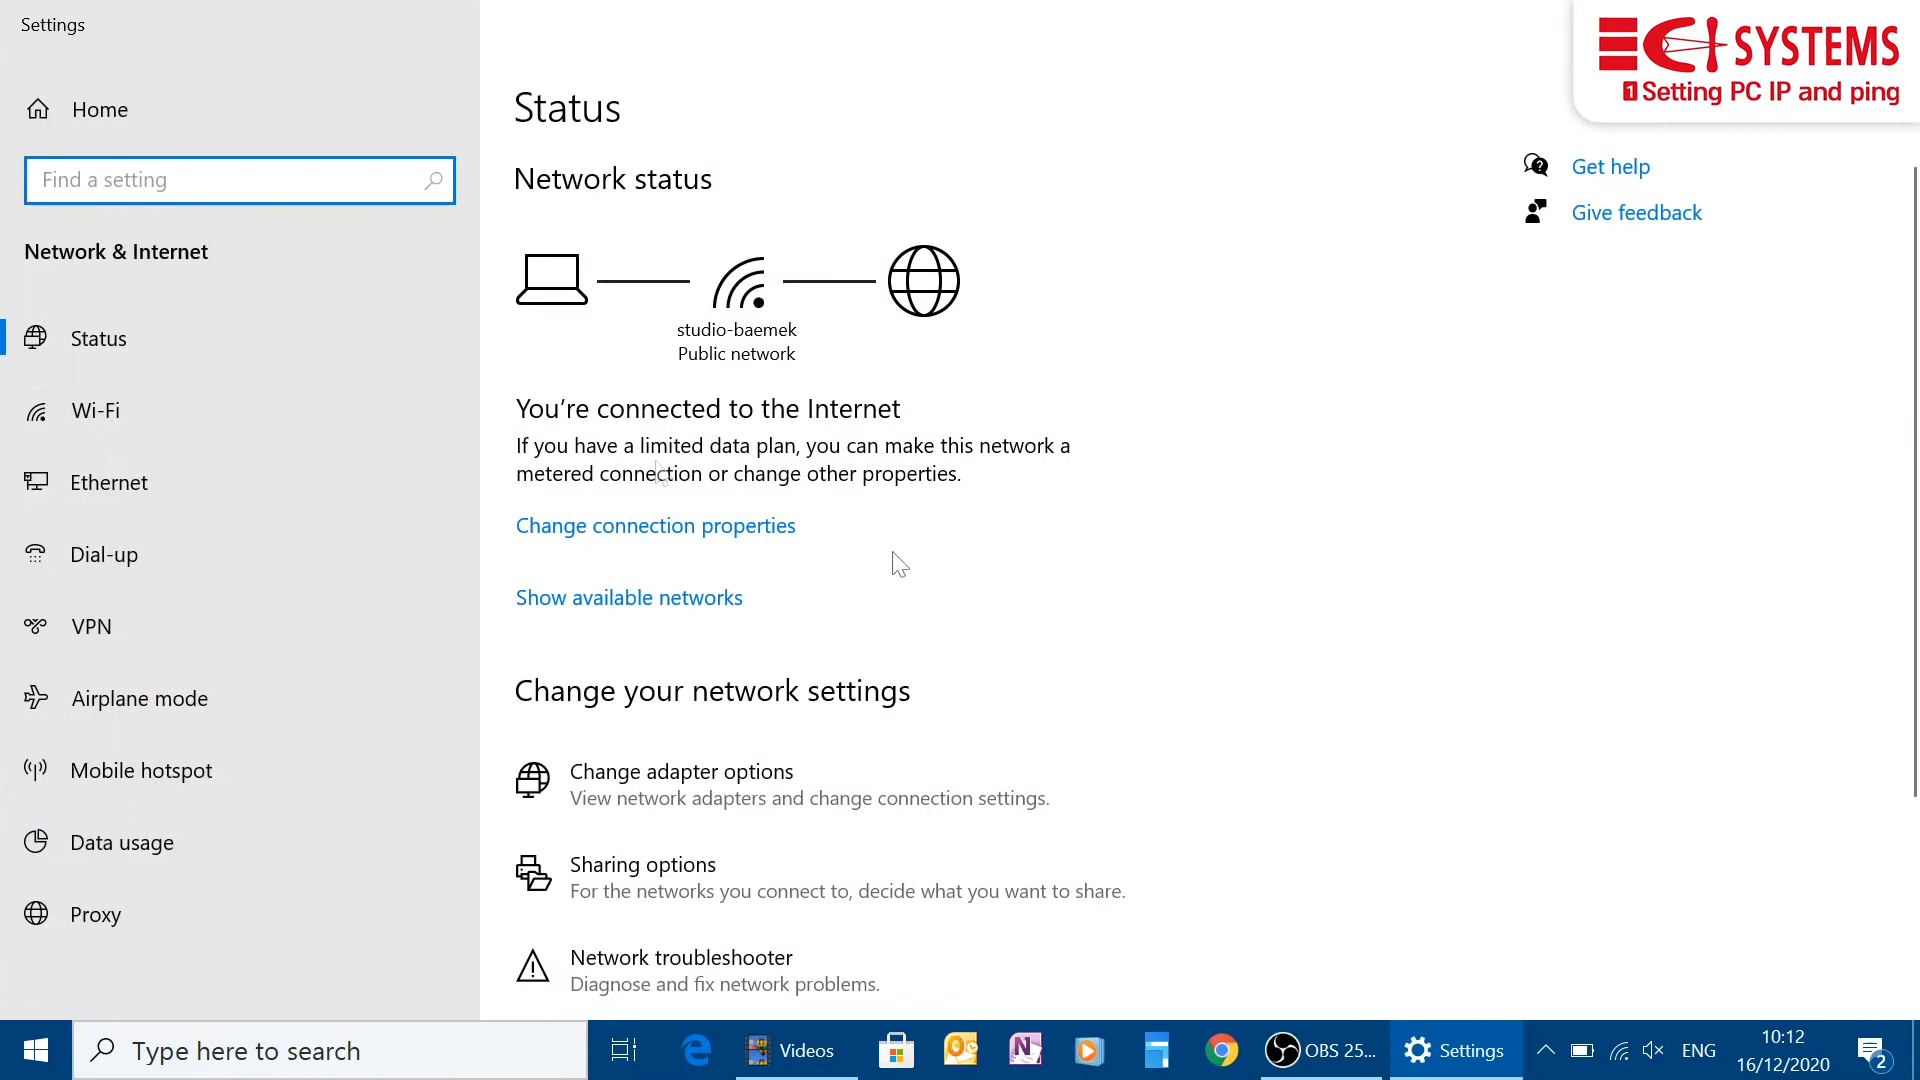 Settings
ECI SYSTEMS
1 Setting PC IP and ping
Home
Find a setting
Network & Internet
Status
Wi-Fi
Ethernet
Dial-up
VPN
Airplane mode
Mobile hotspot
Data usage
Proxy
Status
Network status
studio-baemek
Public network
You're connected to the Internet
If you have a limited data plan, you can make this network a
metered connection or change other properties.
Change connection properties
Show available networks
Change your network settings
Change adapter options
View network adapters and change connection settings.
Sharing options
For the networks you connect to, decide what you want to share.
Network troubleshooter
Diagnose and fix network problems.
Get help
Give feedback
Type here to search
Videos
OBS 25...
Settings
ENG
10:12
16/12/2020
2